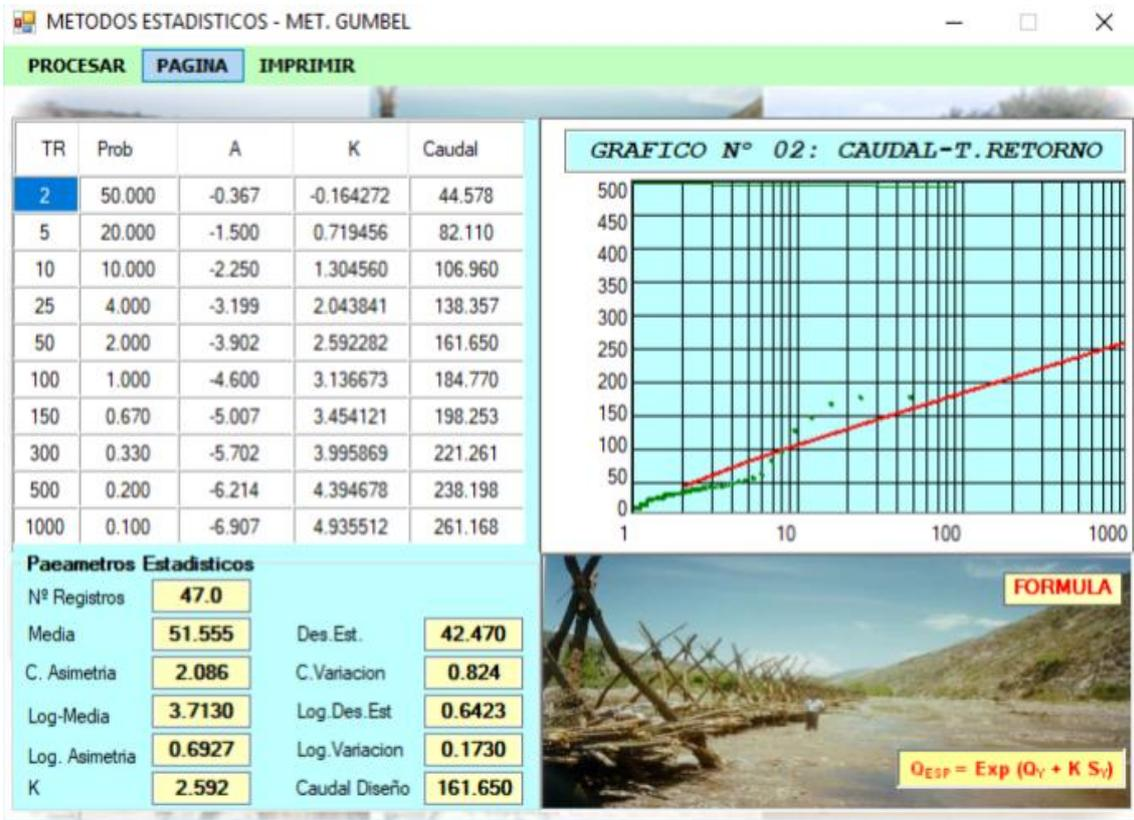 METODOS ESTADISTICOS - MET. GUMBEL
PROCESAR PAGINA IMPRIMIR
TR Prob A K Caudal
2 50.000 -0.367 -0.164272 44.578
5 20.000 -1.500 0.719456 82.110
10 10.000 -2.250 1.304560 106.960
25 4.000 -3.199 2.043841 138.357
50 2.000 -3.902 2.592282 161.650
100 1.000 -4.600 3.136673 184.770
150 0.670 -5.007 3.454121 198.253
300 0.330 -5.702 3.995869 221.261
500 0.200 -6.214 4.394678 238.198
1000 0.100 -6.907 4.935512 261.168
GRAFICO Nº 02: CAUDAL-T.RETORNO
500
450
400
350
300
250
200
150
100
50
0
1 10 100 1000
Paeametros Estadisticos
Nº Registros 47.0
Media 51.555 Des.Est. 42.470
C. Asimetria 2.086 C.Variacion 0.824
Log-Media 3.7130 Log.Des.Est 0.6423
Log. Asimetria 0.6927 Log.Variacion 0.1730
K 2.592 Caudal Diseño 161.650
FORMULA
Q_ESP = Exp (Q_Y + K S_Y)